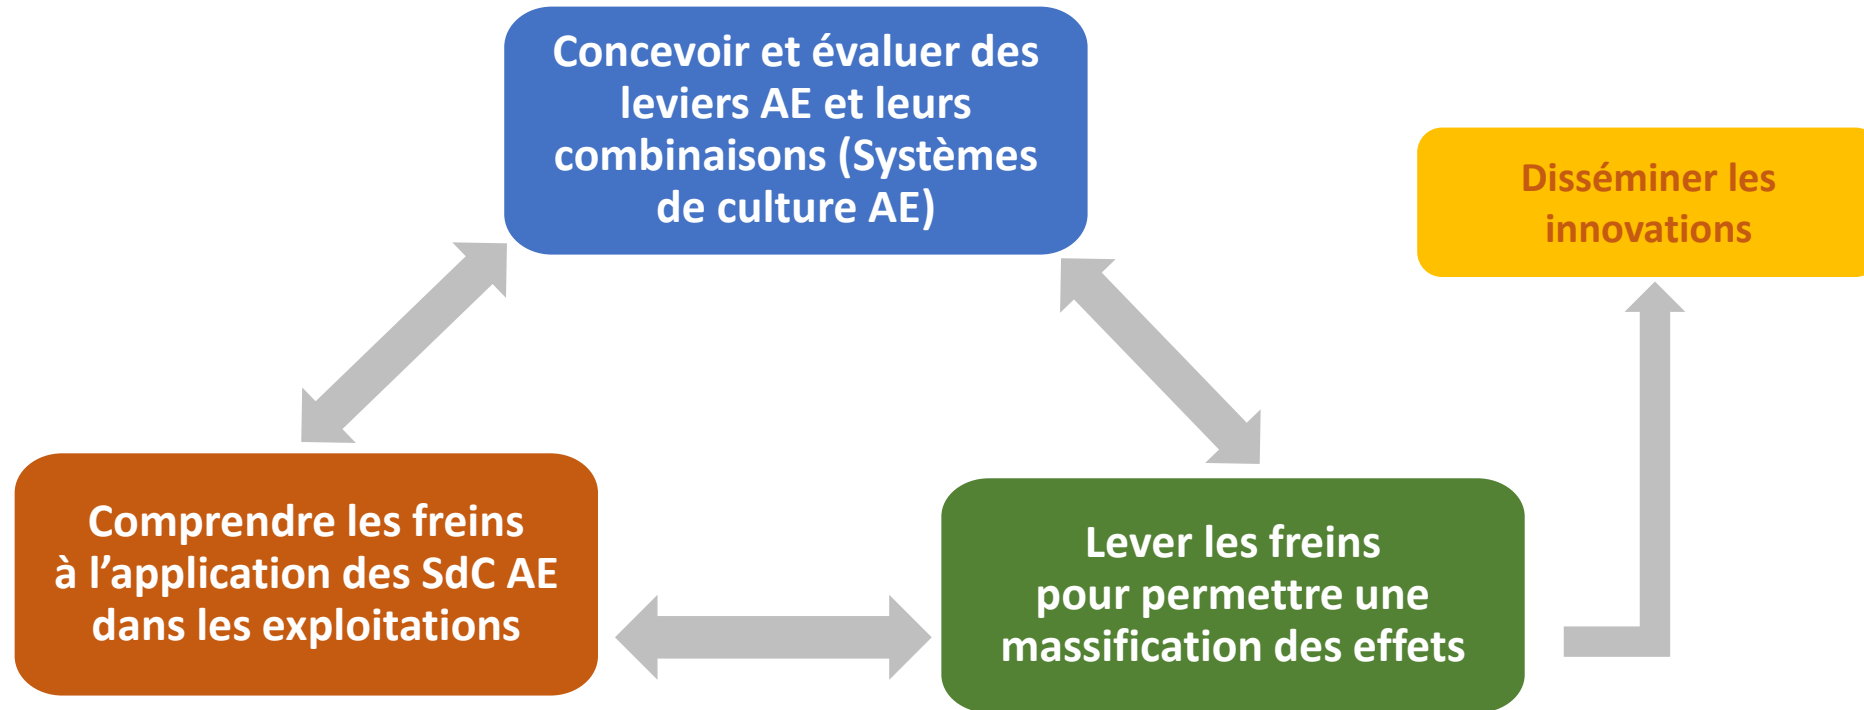 Concevoir et évaluer des
leviers AE et leurs
combinaisons (Systèmes
de culture AE)
Disséminer les
innovations
Comprendre les freins
à l’application des SdC AE
dans les exploitations
Lever les freins
pour permettre une
massification des effets